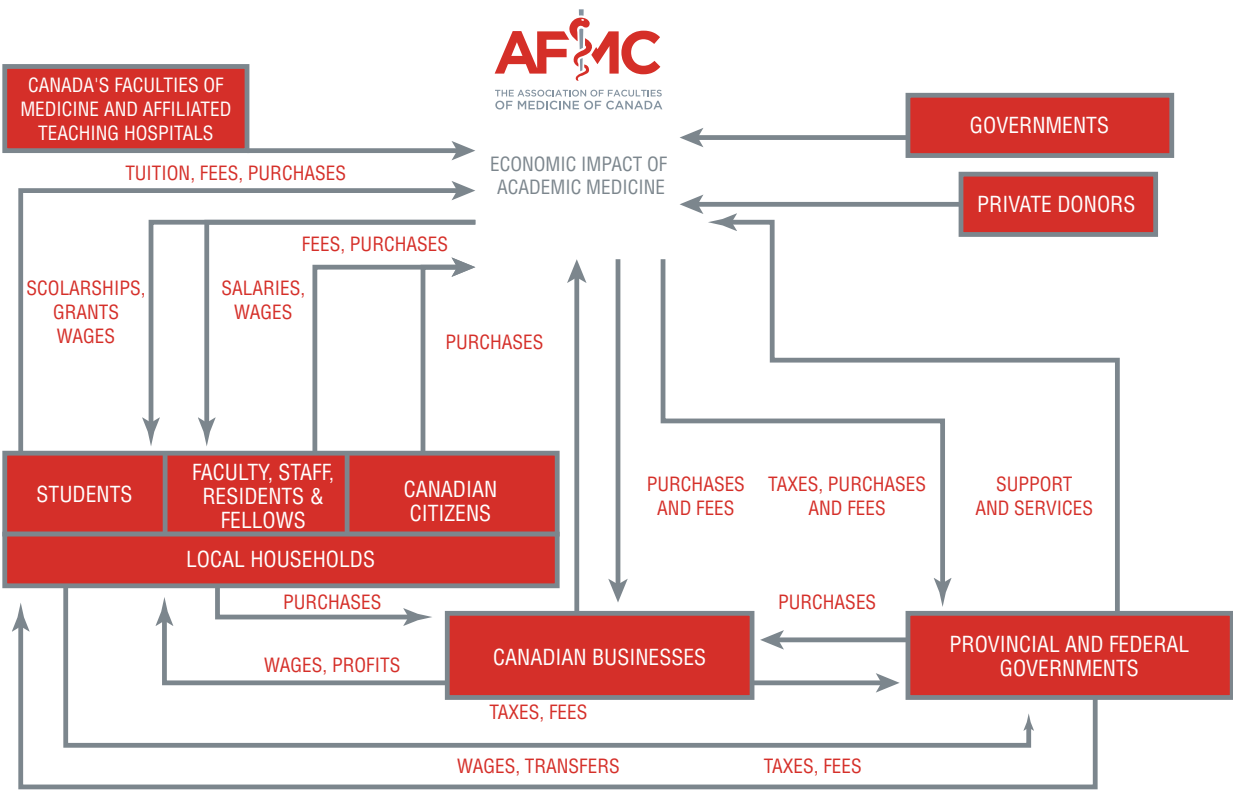 AFMC
THE ASSOCIATION OF FACULTIES
OF MEDICINE OF CANADA
CANADA'S FACULTIES OF
MEDICINE AND AFFILIATED
TEACHING HOSPITALS
GOVERNMENTS
ECONOMIC IMPACT OF
ACADEMIC MEDICINE
TUITION, FEES, PURCHASES
PRIVATE DONORS
FEES, PURCHASES
SCOLARSHIPS,
GRANTS
WAGES
SALARIES,
WAGES
PURCHASES
STUDENTS
FACULTY, STAFF,
RESIDENTS &
FELLOWS
CANADIAN
CITIZENS
PURCHASES
AND FEES
TAXES, PURCHASES
AND FEES
SUPPORT
AND SERVICES
LOCAL HOUSEHOLDS
PURCHASES
PURCHASES
WAGES, PROFITS
CANADIAN BUSINESSES
PROVINCIAL AND FEDERAL
GOVERNMENTS
TAXES, FEES
WAGES, TRANSFERS
TAXES, FEES